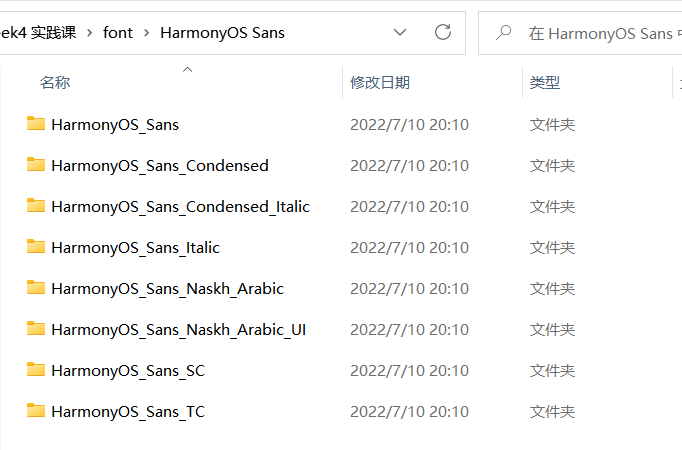 ek4 实践课 › font › HarmonyOS Sans 在 HarmonyOS Sans
名称 修改日期 类型
HarmonyOS_Sans 2022/7/10 20:10 文件夹
HarmonyOS_Sans_Condensed 2022/7/10 20:10 文件夹
HarmonyOS_Sans_Condensed_Italic 2022/7/10 20:10 文件夹
HarmonyOS_Sans_Italic 2022/7/10 20:10 文件夹
HarmonyOS_Sans_Naskh_Arabic 2022/7/10 20:10 文件夹
HarmonyOS_Sans_Naskh_Arabic_UI 2022/7/10 20:10 文件夹
HarmonyOS_Sans_SC 2022/7/10 20:10 文件夹
HarmonyOS_Sans_TC 2022/7/10 20:10 文件夹